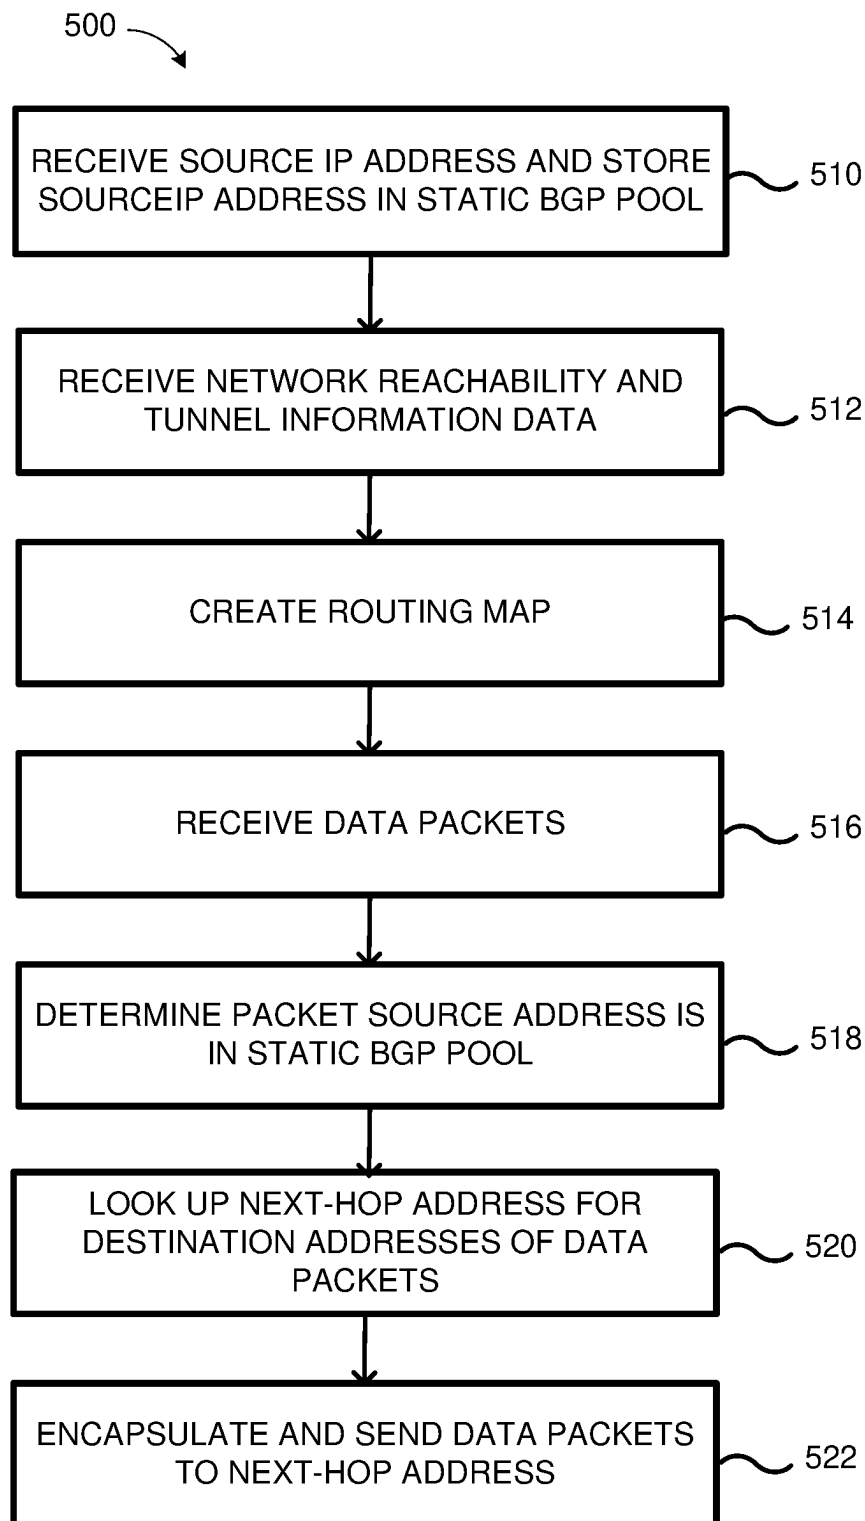 500
RECEIVE SOURCE IP ADDRESS AND STORE
SOURCEIP ADDRESS IN STATIC BGP POOL
510
RECEIVE NETWORK REACHABILITY AND
TUNNEL INFORMATION DATA
512
CREATE ROUTING MAP
514
RECEIVE DATA PACKETS
516
DETERMINE PACKET SOURCE ADDRESS IS
IN STATIC BGP POOL
518
LOOK UP NEXT-HOP ADDRESS FOR
DESTINATION ADDRESSES OF DATA
PACKETS
520
ENCAPSULATE AND SEND DATA PACKETS
TO NEXT-HOP ADDRESS
522